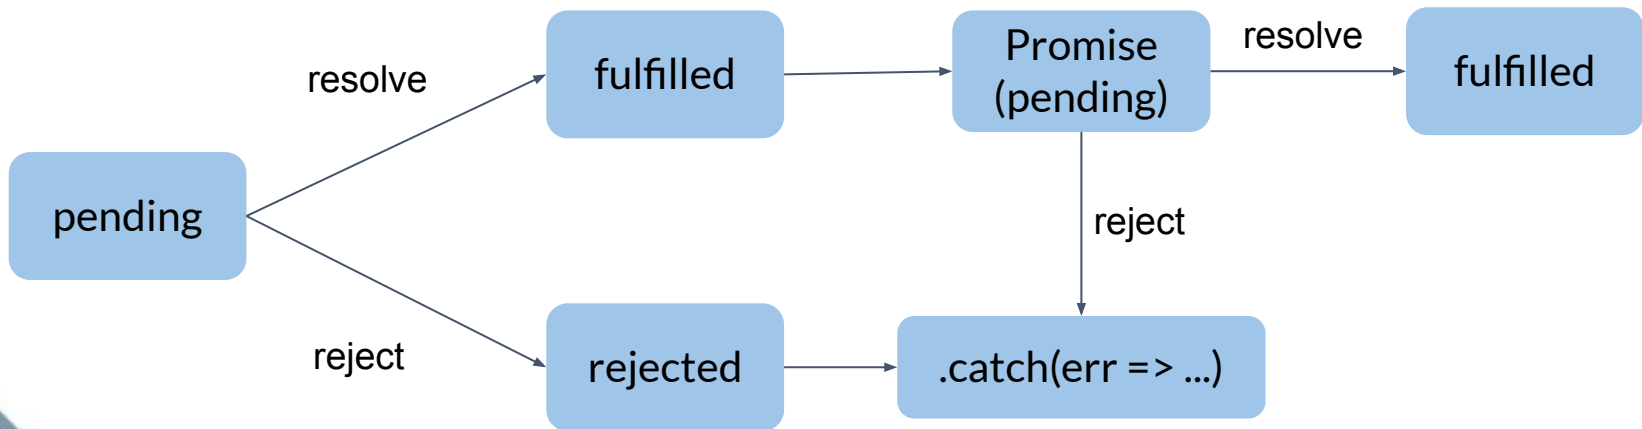 resolve
fulfilled
Promise
(pending)
resolve
fulfilled
pending
reject
reject
rejected
.catch(err => ...)